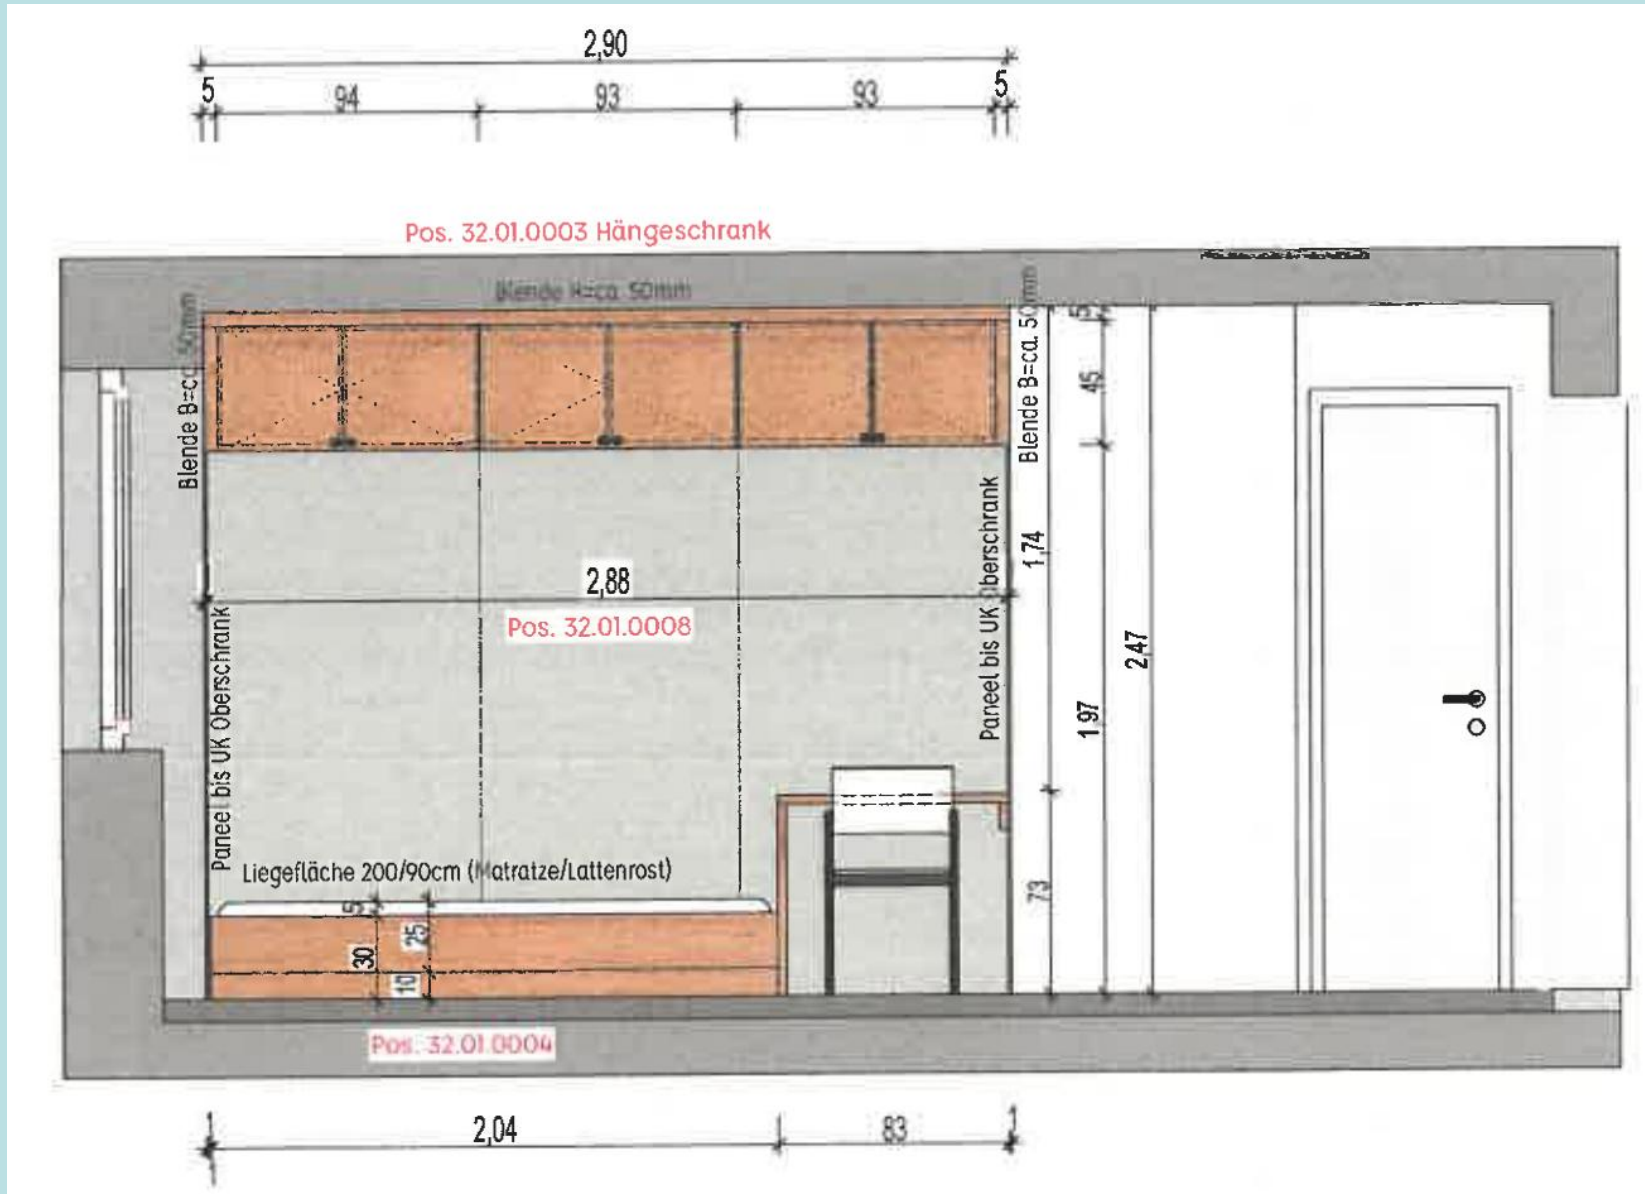 2,90
5
94
93
93
5
Pos. 32.01.0003 Hängeschrank
Blende H=ca. 50mm
Blende B=ca. 50mm
Blende B=ca. 50mm
5
45
Paneel bis UK Oberschrank
1,74
2,88
Pos. 32.01.0008
Paneel bis UK Oberschrank
2,47
1,97
Liegefläche 200/90cm (Matratze/Lattenrost)
5
25
30
10
73
Pos. 32.01.0004
1
2,04
83
1